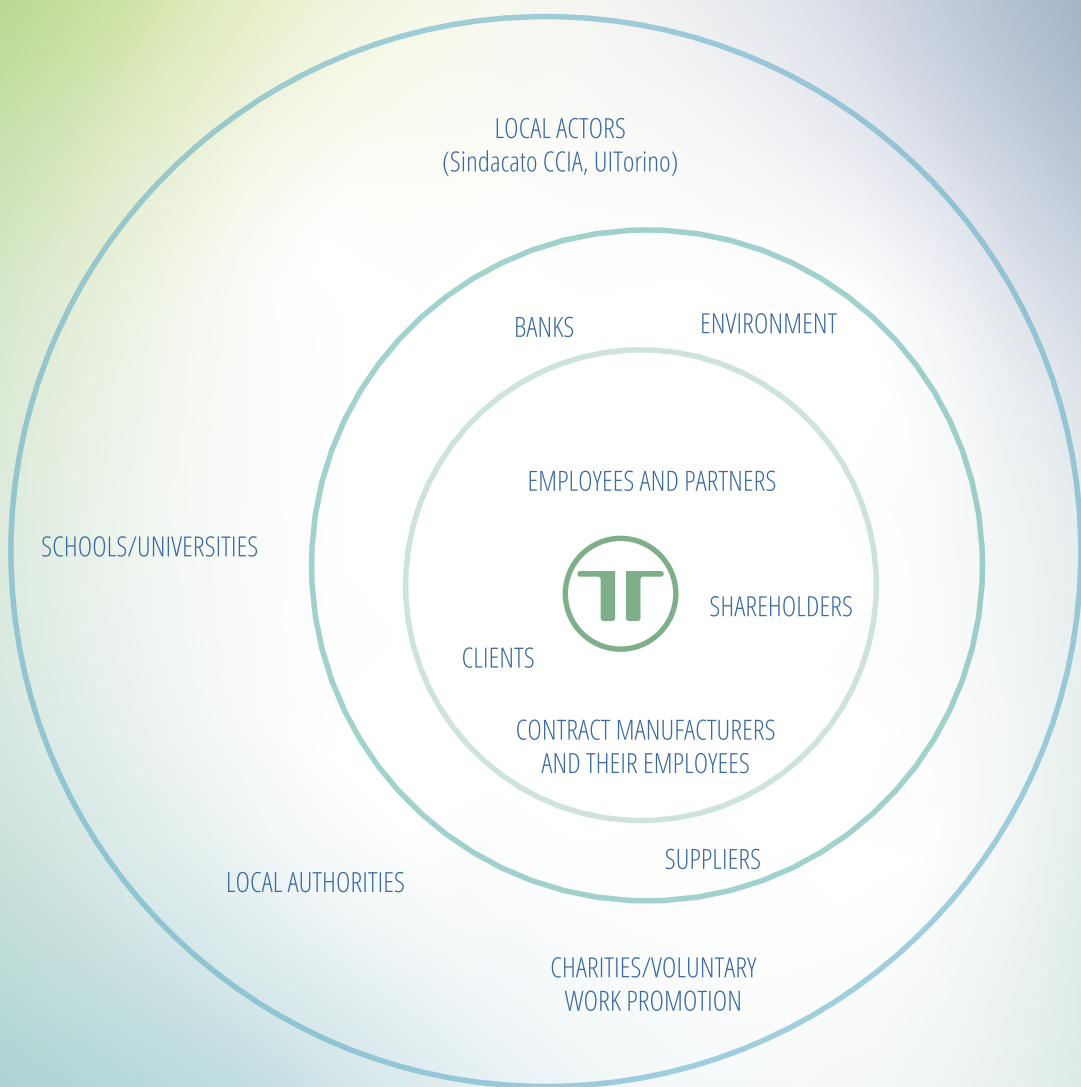 LOCAL ACTORS
(Sindacato CCIA, UITorino)
BANKS
ENVIRONMENT
EMPLOYEES AND PARTNERS
SCHOOLS/UNIVERSITIES
SHAREHOLDERS
CLIENTS
CONTRACT MANUFACTURERS
AND THEIR EMPLOYEES
SUPPLIERS
LOCAL AUTHORITIES
CHARITIES/VOLUNTARY
WORK PROMOTION